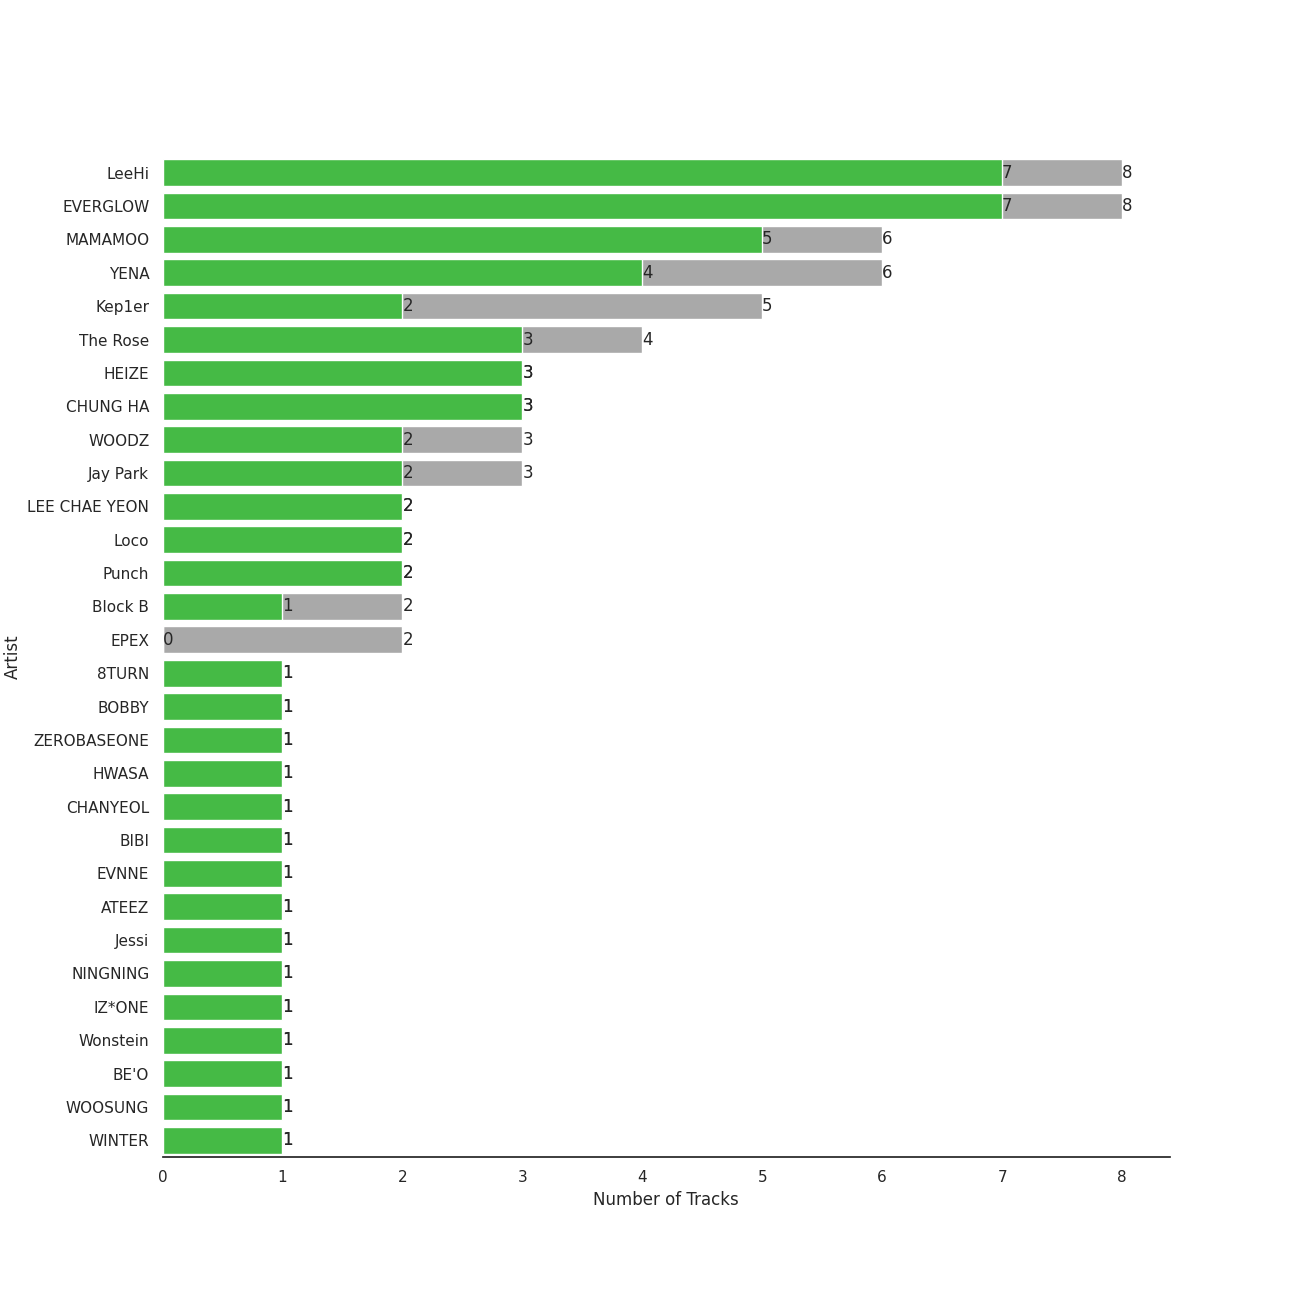 LeeHi 7 8
EVERGLOW 7 8
MAMAMOO 5 6
YENA 4 6
Kep1er 2 5
The Rose 3 4
HEIZE 3
CHUNG HA 3
WOODZ 2 3
Jay Park 2 3
LEE CHAE YEON 2
Loco 2
Punch 2
Block B 1 2
EPEX 0 2
8TURN 1
BOBBY 1
ZEROBASEONE 1
HWASA 1
CHANYEOL 1
BIBI 1
EVNNE 1
ATEEZ 1
Jessi 1
NINGNING 1
IZ*ONE 1
Wonstein 1
BE'O 1
WOOSUNG 1
WINTER 1
0 1 2 3 4 5 6 7 8
Number of Tracks
Artist